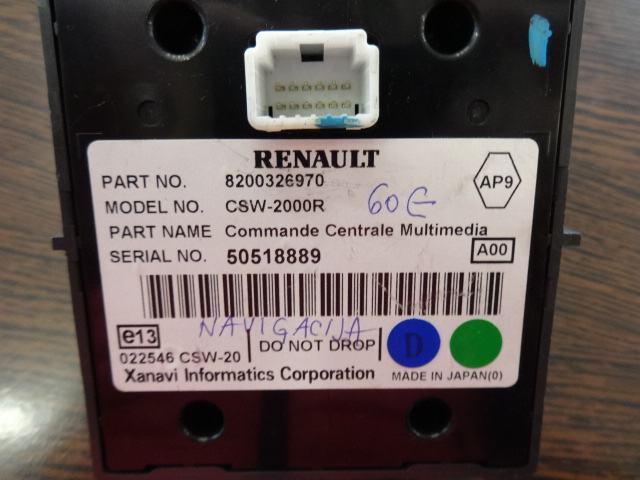 RENAULT
PART NO. 8200326970
MODEL NO. CSW-2000R
60€
AP9
PART NAME Commande Centrale Multimedia
SERIAL NO. 50518889
A00
e13
NAVIGACIJA
022546 CSW-20
DO NOT DROP
D
Xanavi Informatics Corporation
MADE IN JAPAN(0)